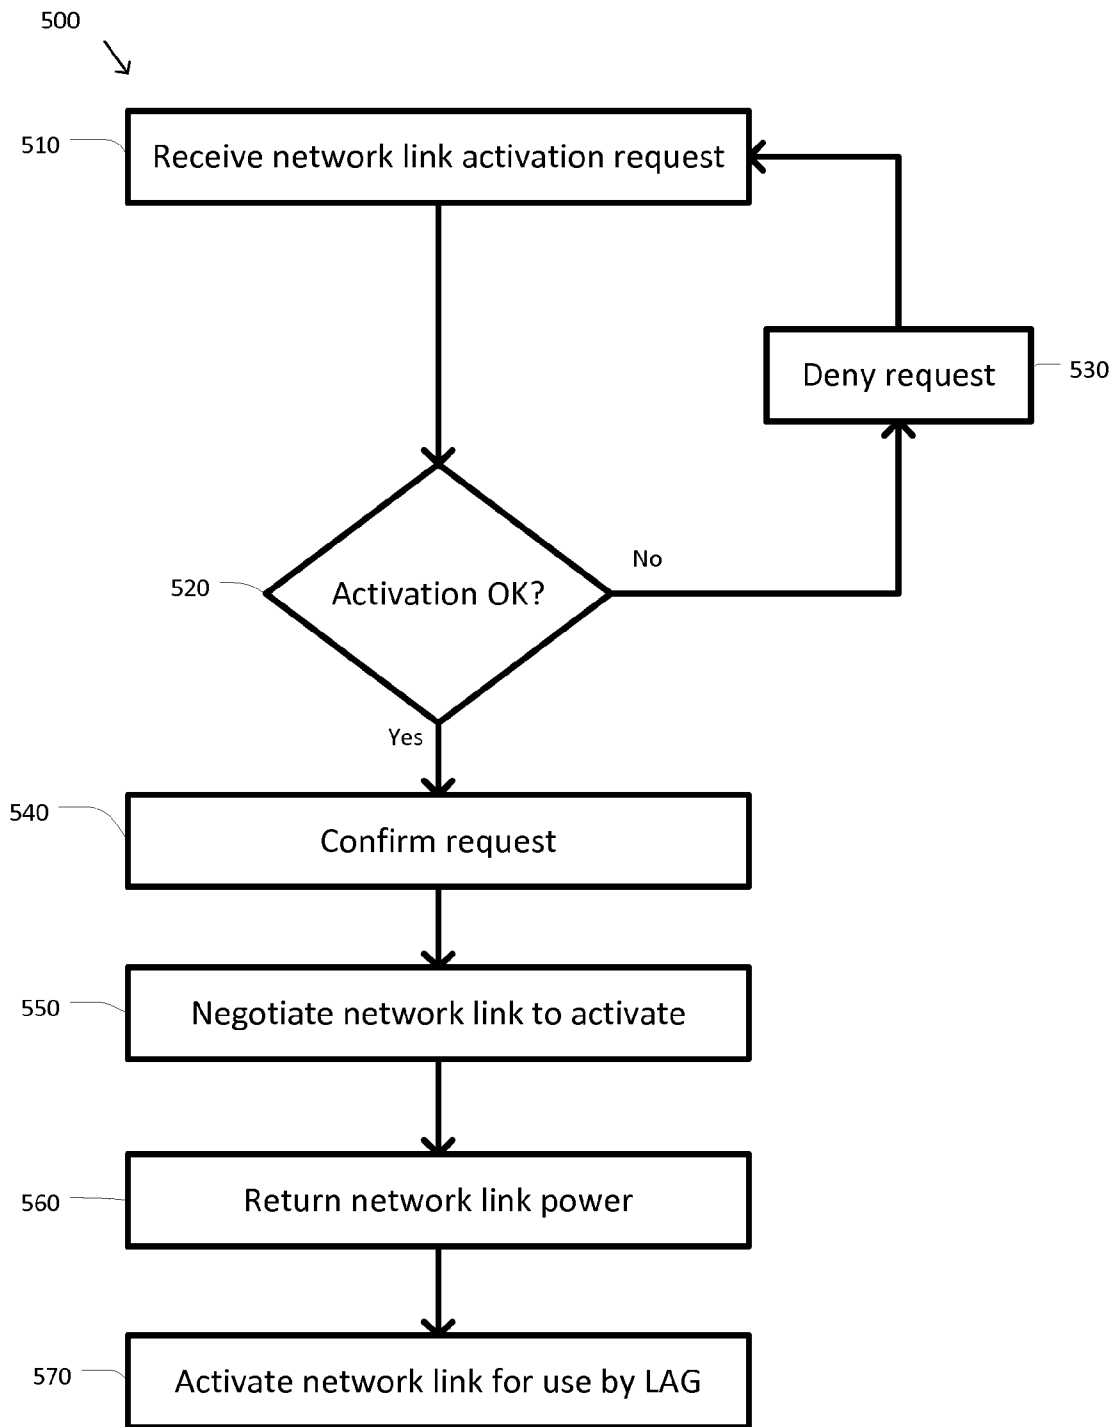 500
510
Receive network link activation request
Deny request
530
No
520
Activation OK?
Yes
540
Confirm request
550
Negotiate network link to activate
560
Return network link power
570
Activate network link for use by LAG